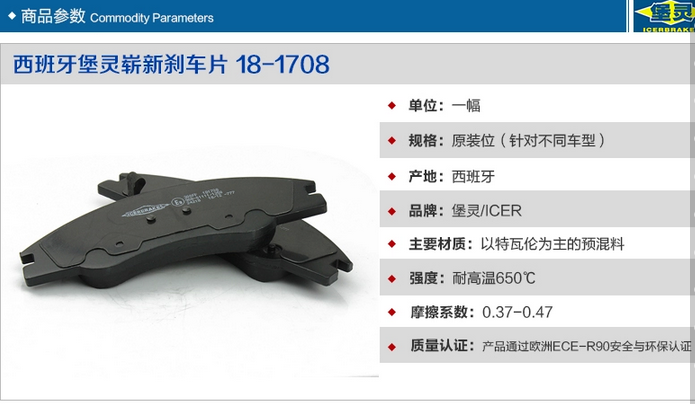 商品参数 Commodity Parameters
堡灵
ICERBRAKE
西班牙堡灵崭新刹车片 18-1708
单位：一幅
规格：原装位（针对不同车型）
产地：西班牙
品牌：堡灵/ICER
主要材质：以特瓦伦为主的预混料
强度：耐高温650℃
摩擦系数：0.37-0.47
质量认证：产品通过欧洲ECE-R90安全与环保认证
ICERBRAKE